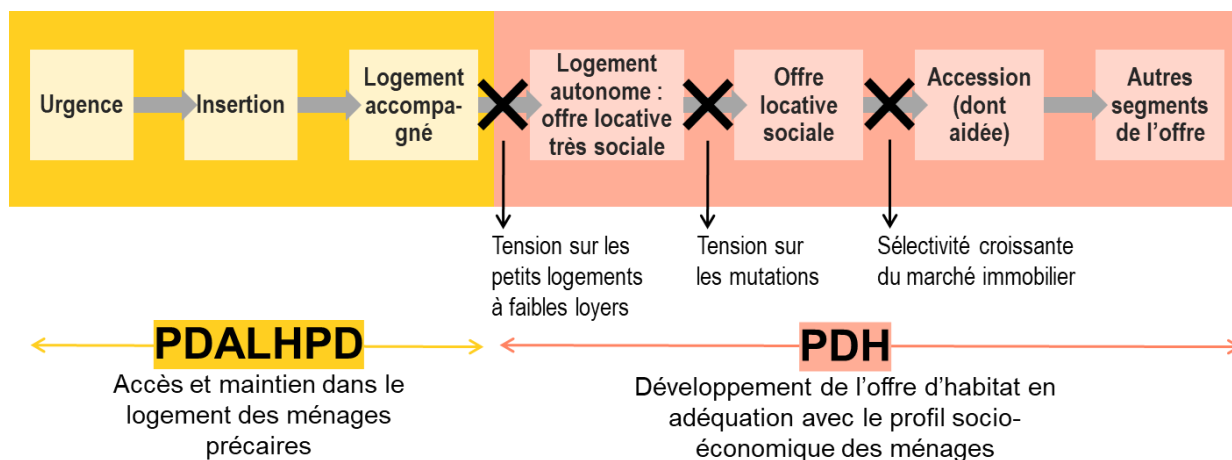 Urgence
Insertion
Logement
accompa-
gné
Logement
autonome :
offre locative
très sociale
Offre
locative
sociale
Accession
(dont
aidée)
Autres
segments
de l’offre
Tension sur les
petits logements
à faibles loyers
Tension sur
les mutations
Sélectivité croissante
du marché immobilier
PDALHPD
Accès et maintien dans le
logement des ménages
précaires
PDH
Développement de l’offre d’habitat en
adéquation avec le profil socio-
économique des ménages